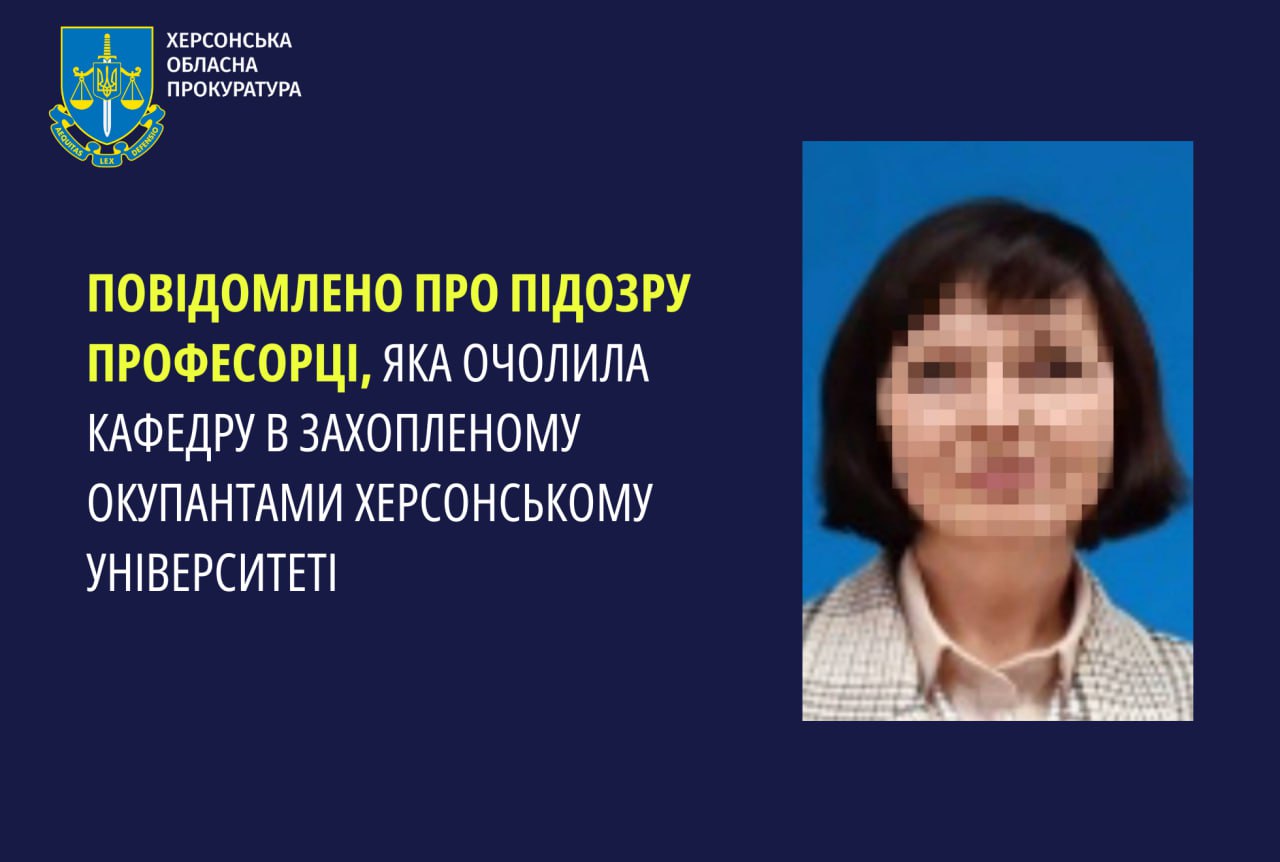 ХЕРСОНСЬКА
ОБЛАСНА
ПРОКУРАТУРА
AEQUITAS LEX DEFENSIO
ПОВІДОМЛЕНО ПРО ПІДОЗРУ
ПРОФЕСОРЦІ, ЯКА ОЧОЛИЛА
КАФЕДРУ В ЗАХОПЛЕНОМУ
ОКУПАНТАМИ ХЕРСОНСЬКОМУ
УНІВЕРСИТЕТІ